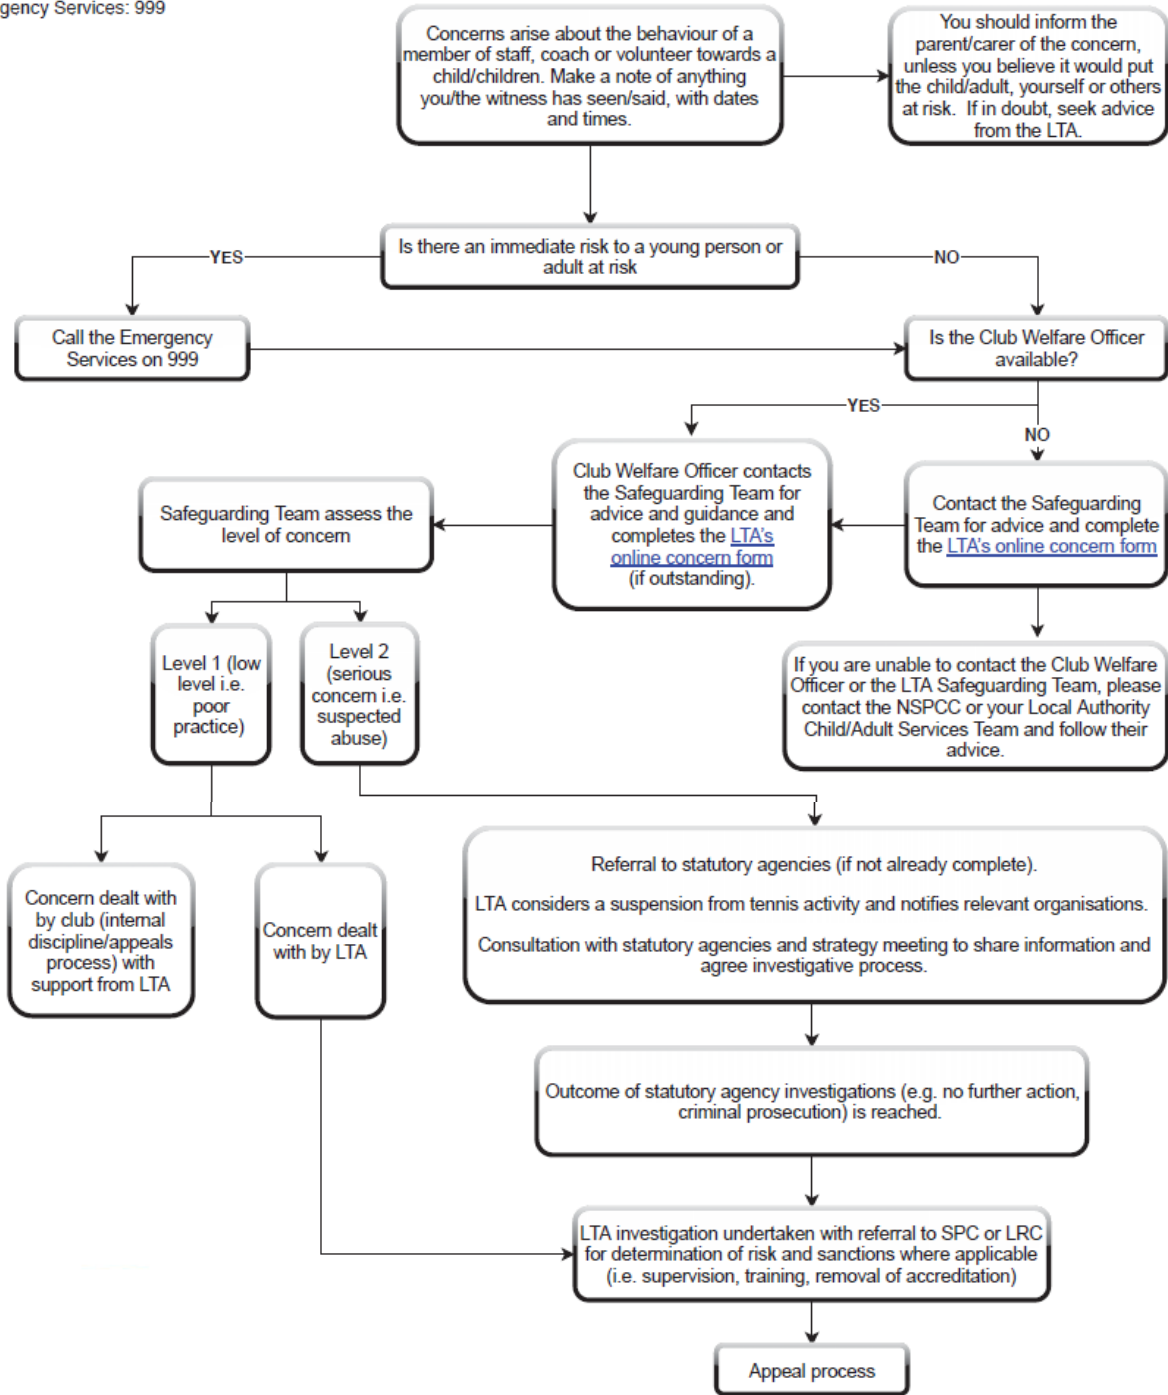 gency Services: 999
Concerns arise about the behaviour of a
member of staff, coach or volunteer towards a
child/children. Make a note of anything
you/the witness has seen/said, with dates
and times.
You should inform the
parent/carer of the concern,
unless you believe it would put
the child/adult, yourself or others
at risk. If in doubt, seek advice
from the LTA.
Is there an immediate risk to a young person or
adult at risk
YES
NO
Call the Emergency
Services on 999
Is the Club Welfare Officer
available?
YES
NO
Club Welfare Officer contacts
the Safeguarding Team for
advice and guidance and
completes the LTA's
online concern form
(if outstanding).
Contact the Safeguarding
Team for advice and complete
the LTA's online concern form
Safeguarding Team assess the
level of concern
Level 1 (low
level i.e.
poor
practice)
Level 2
(serious
concern i.e.
suspected
abuse)
If you are unable to contact the Club Welfare
Officer or the LTA Safeguarding Team, please
contact the NSPCC or your Local Authority
Child/Adult Services Team and follow their
advice.
Concern dealt with
by club (internal
discipline/appeals
process) with
support from LTA
Concern dealt
with by LTA
Referral to statutory agencies (if not already complete).
LTA considers a suspension from tennis activity and notifies relevant organisations.
Consultation with statutory agencies and strategy meeting to share information and
agree investigative process.
Outcome of statutory agency investigations (e.g. no further action,
criminal prosecution) is reached.
LTA investigation undertaken with referral to SPC or LRC
for determination of risk and sanctions where applicable
(i.e. supervision, training, removal of accreditation)
Appeal process